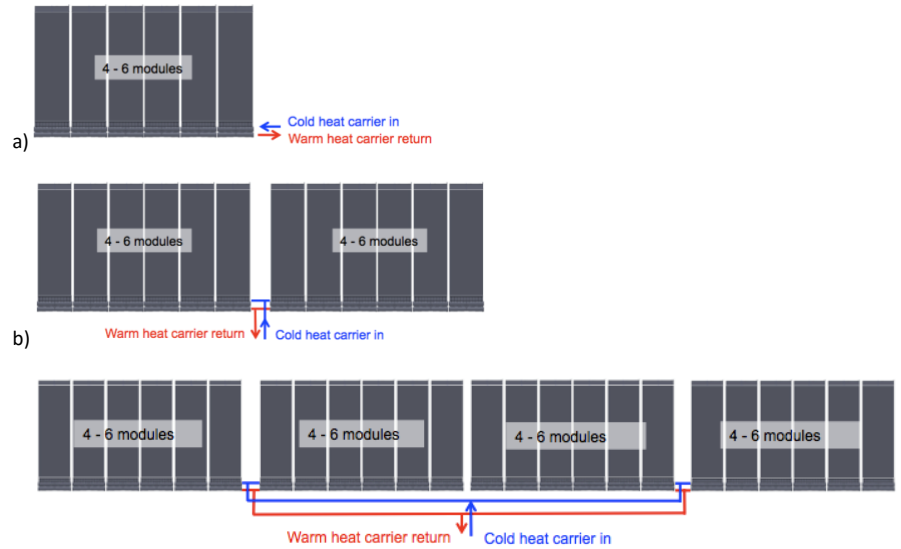 4 - 6 modules
Cold heat carrier in
Warm heat carrier return
a)
4 - 6 modules
4 - 6 modules
Warm heat carrier return
Cold heat carrier in
b)
4 - 6 modules
4 - 6 modules
4 - 6 modules
4 - 6 modules
Warm heat carrier return
Cold heat carrier in